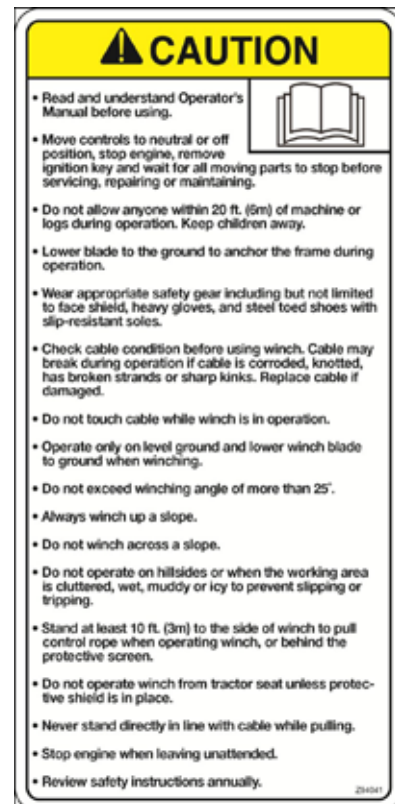 CAUTION
• Read and understand Operator's
Manual before using.
• Move controls to neutral or off
position, stop engine, remove
ignition key and wait for all moving parts to stop before
servicing, repairing or maintaining.
• Do not allow anyone within 20 ft. (6m) of machine or
logs during operation. Keep children away.
• Lower blade to the ground to anchor the frame during
operation.
• Wear appropriate safety gear including but not limited
to face shield, heavy gloves, and steel toed shoes with
slip-resistant soles.
• Check cable condition before using winch. Cable may
break during operation if cable is corroded, knotted,
has broken strands or sharp kinks. Replace cable if
damaged.
• Do not touch cable while winch is in operation.
• Operate only on level ground and lower winch blade
to ground when winching.
• Do not exceed winching angle of more than 25°.
• Always winch up a slope.
• Do not winch across a slope.
• Do not operate on hillsides or when the working area
is cluttered, wet, muddy or icy to prevent slipping or
tripping.
• Stand at least 10 ft. (3m) to the side of winch to pull
control rope when operating winch, or behind the
protective screen.
• Do not operate winch from tractor seat unless protec-
tive shield is in place.
• Never stand directly in line with cable while pulling.
• Stop engine when leaving unattended.
• Review safety instructions annually.